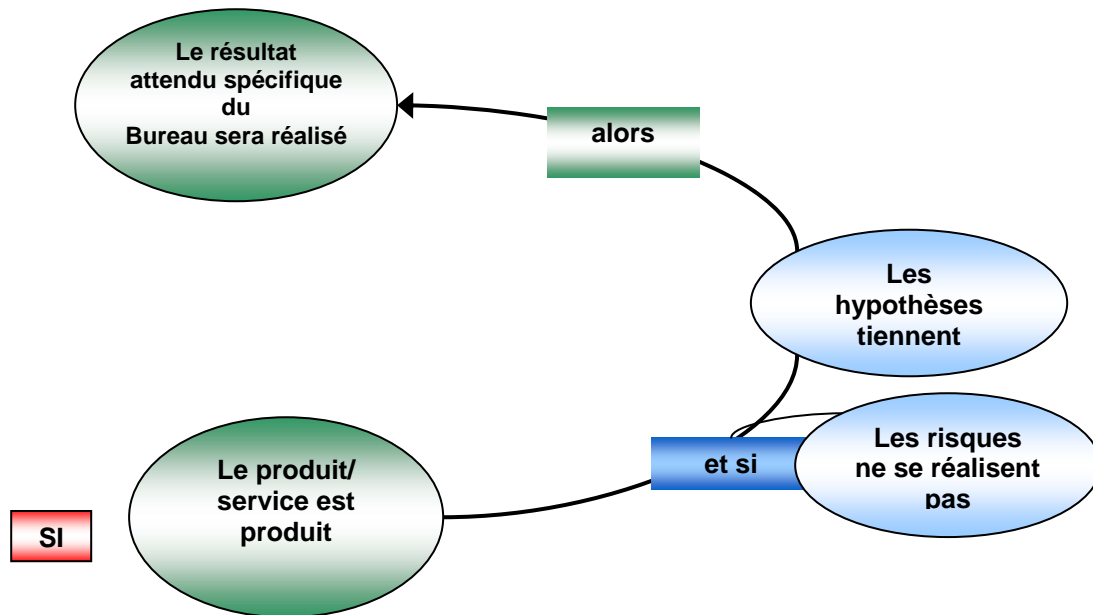 Le résultat
attendu spécifique
du
Bureau sera réalisé
alors
Les
hypothèses
tiennent
Les risques
ne se réalisent
pas
et si
Le produit/
service est
produit
SI